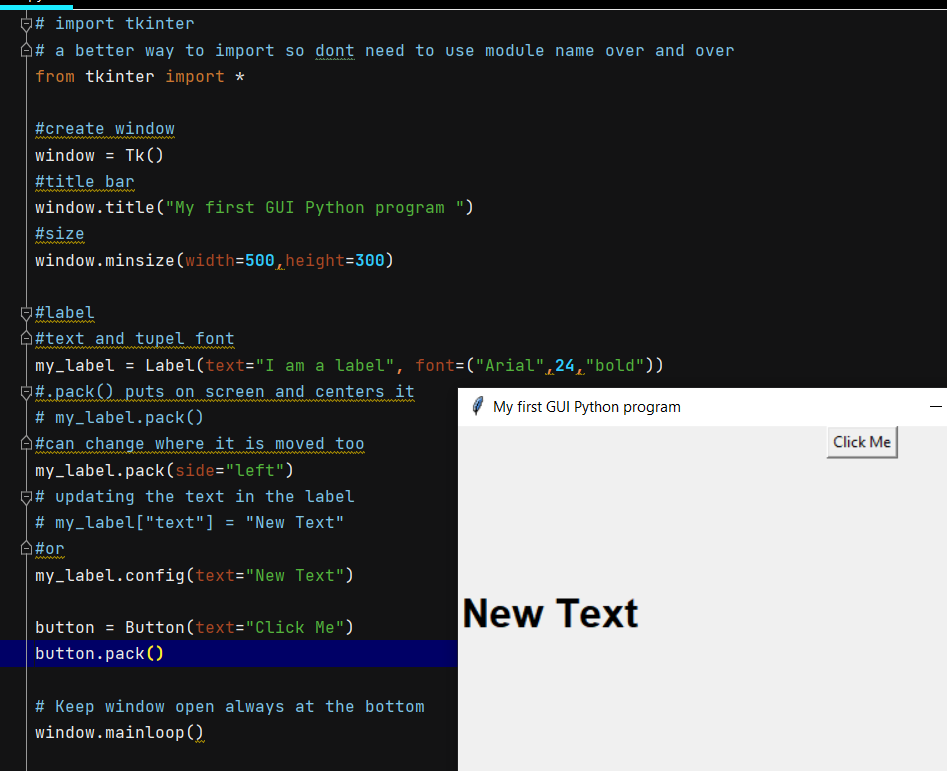 # import tkinter
# a better way to import so dont need to use module name over and over
from tkinter import *
#create window
window = Tk()
#title bar
window.title("My first GUI Python program ")
#size
window.minsize(width=500,height=300)
#label
#text and tupel font
my_label = Label(text="I am a label", font=("Arial",24,"bold"))
#.pack() puts on screen and centers it
# my_label.pack()
#can change where it is moved too
my_label.pack(side="left")
# updating the text in the label
# my_label["text"] = "New Text"
#or
my_label.config(text="New Text")
button = Button(text="Click Me")
button.pack()
# Keep window open always at the bottom
window.mainloop()
My first GUI Python program
Click Me
New Text